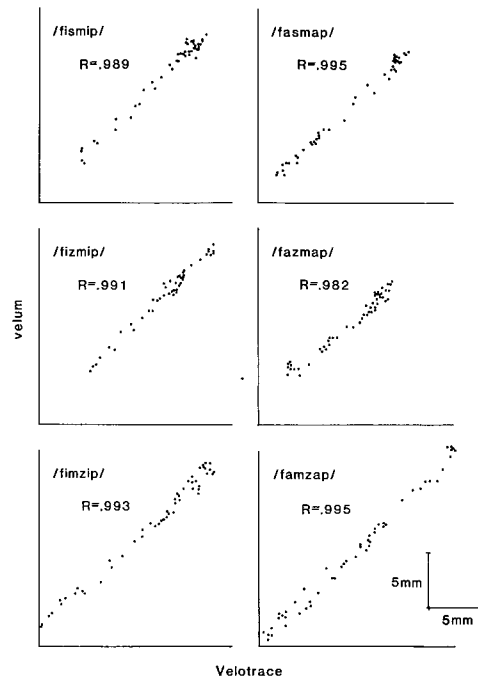 /fismip/
R=.989
/fasmap/
R=.995
/fizmip/
R=.991
/fazmap/
R=.982
velum
/fimzip/
R=.993
/famzap/
R=.995
5mm
5mm
Velotrace